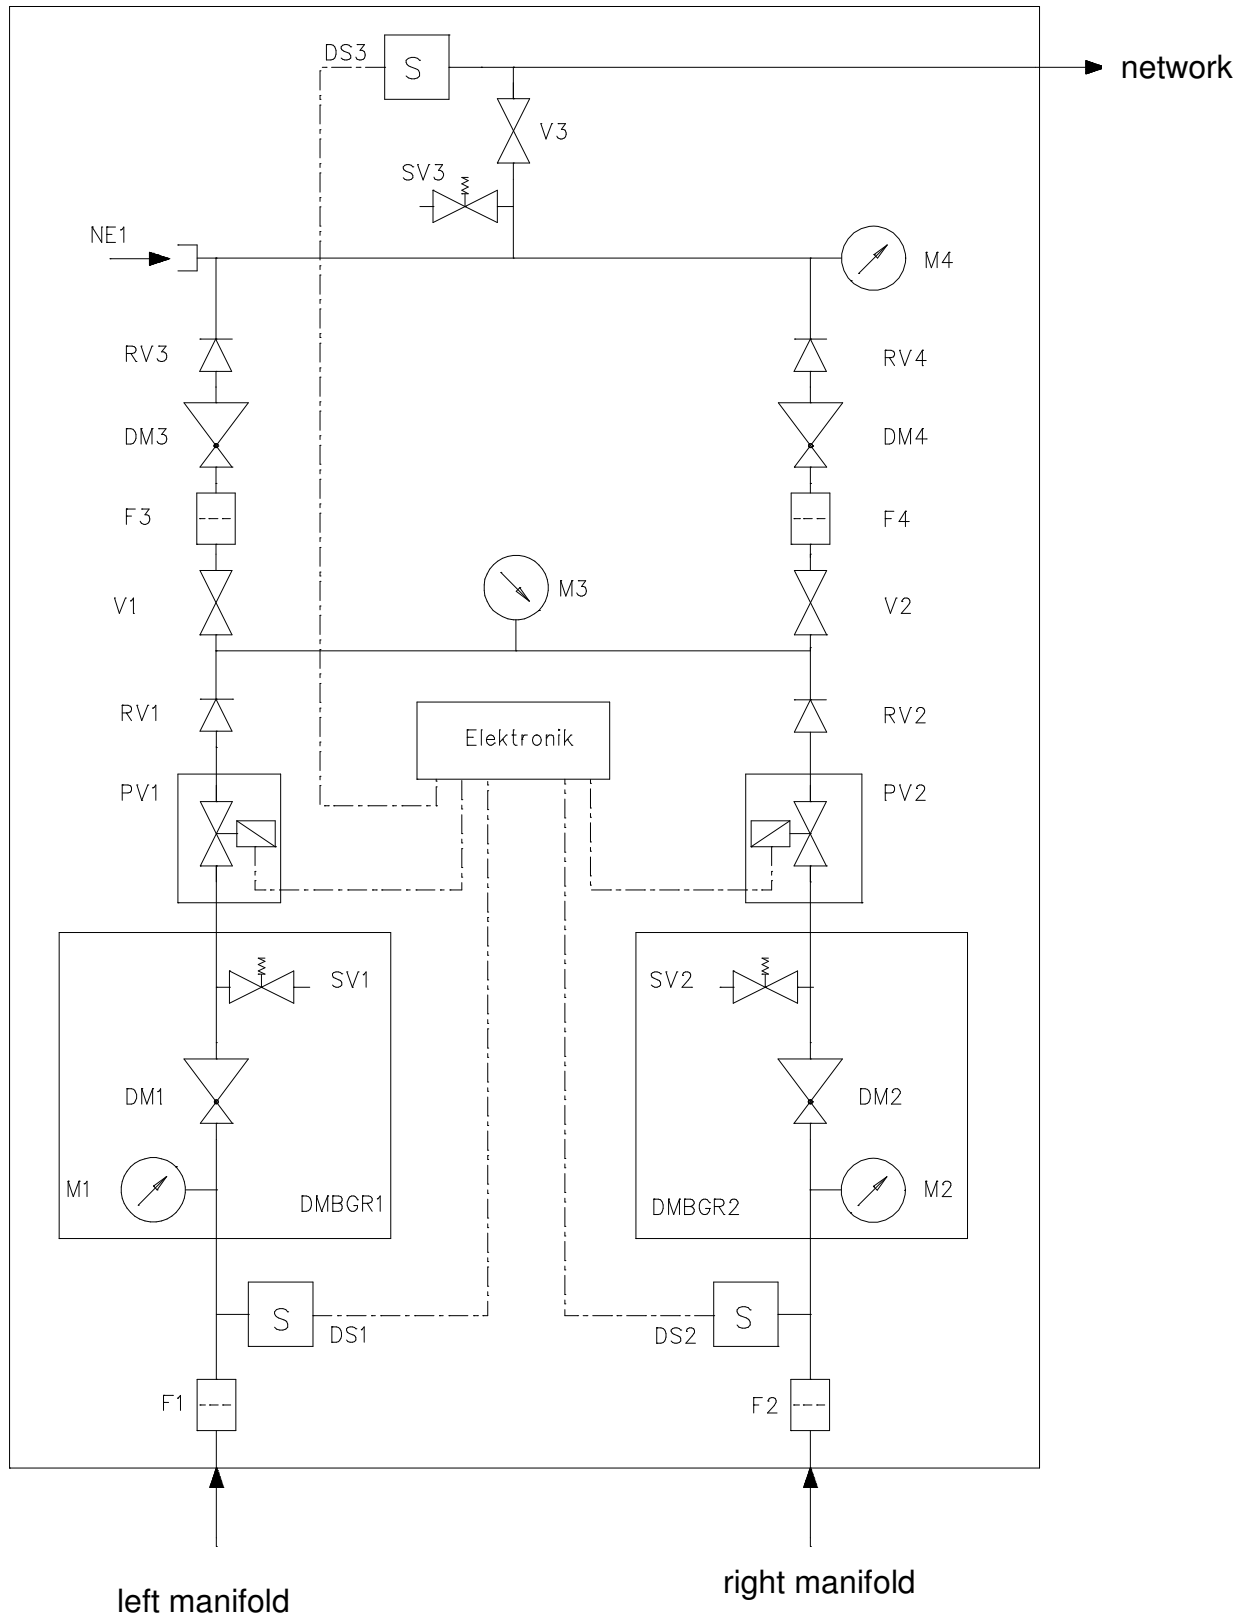 DS3
S
network
V3
SV3
NE1
M4
RV3
RV4
DM3
DM4
F3
F4
M3
V1
V2
RV1
RV2
Elektronik
PV1
PV2
SV1
SV2
DM1
DM2
M1
DMBGR1
DMBGR2
M2
S
S
DS1
DS2
F1
F2
left manifold
right manifold